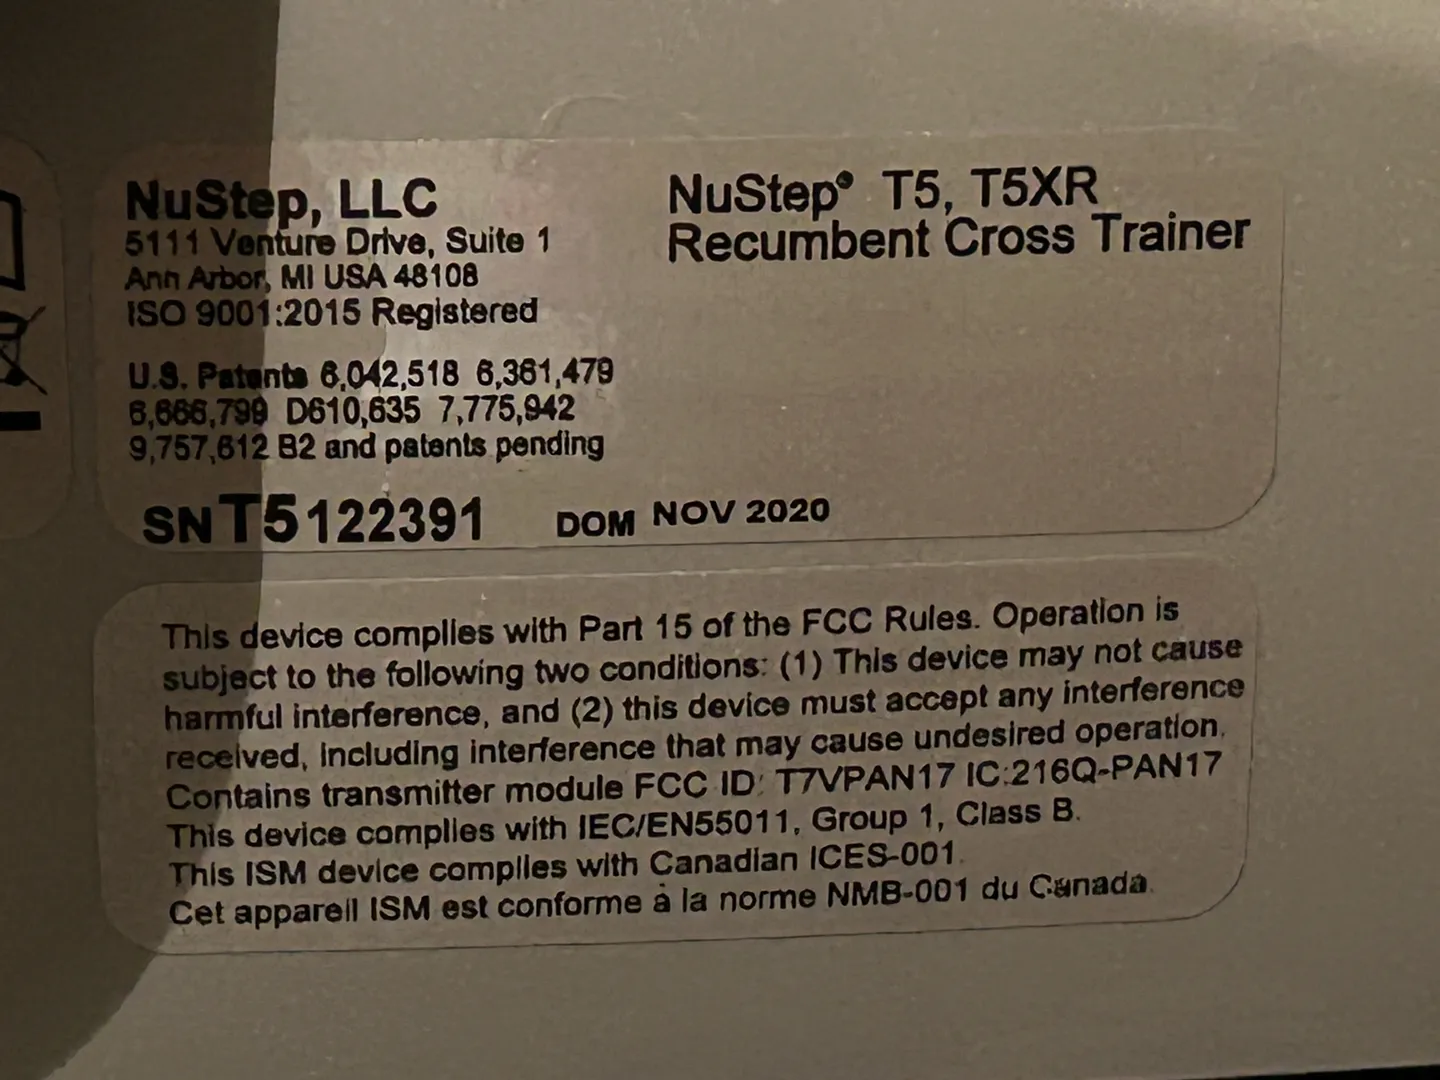 NuStep, LLC
5111 Venture Drive, Suite 1
Ann Arbor, MI USA 48108
ISO 9001:2015 Registered
U.S. Patents 6,042,518 6,361,479
6,666,799 D610,635 7,775,942
9,757,612 B2 and patents pending
SN T5122391 DOM NOV 2020
NuStep® T5, T5XR
Recumbent Cross Trainer
This device complies with Part 15 of the FCC Rules. Operation is
subject to the following two conditions: (1) This device may not cause
harmful interference, and (2) this device must accept any interference
received, including interference that may cause undesired operation.
Contains transmitter module FCC ID: T7VPAN17 IC:216Q-PAN17
This device complies with IEC/EN55011, Group 1, Class B.
This ISM device complies with Canadian ICES-001.
Cet appareil ISM est conforme à la norme NMB-001 du Canada.